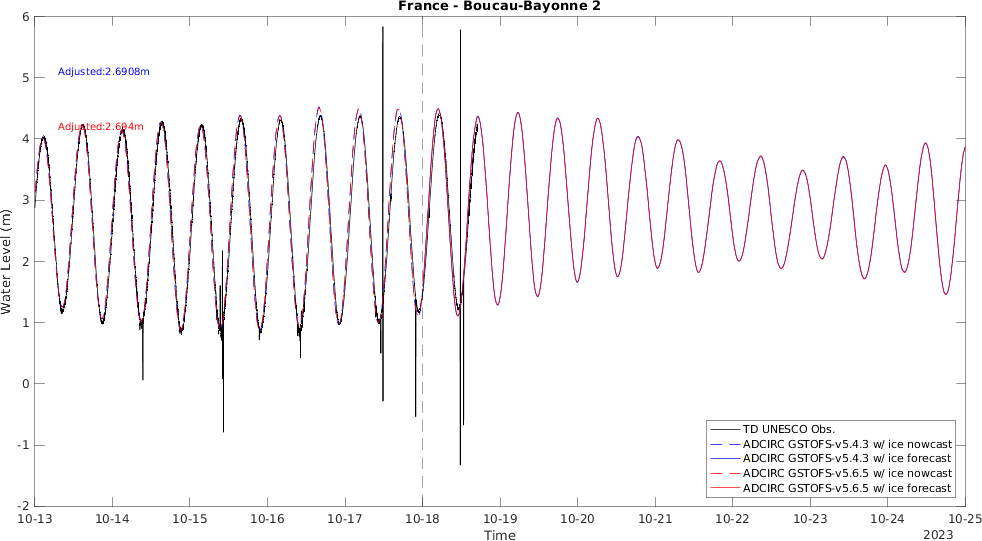 France - Boucau-Bayonne 2
6
5
4
3
2
1
0
-1
-2
Water Level (m)
Adjusted:2.6908m
Adjusted:2.694m
TD UNESCO Obs.
ADCIRC GSTOFS-v5.4.3 w/ ice nowcast
ADCIRC GSTOFS-v5.4.3 w/ ice forecast
ADCIRC GSTOFS-v5.6.5 w/ ice nowcast
ADCIRC GSTOFS-v5.6.5 w/ ice forecast
10-13 10-14 10-15 10-16 10-17 10-18 10-19 10-20 10-21 10-22 10-23 10-24 10-25
Time
2023